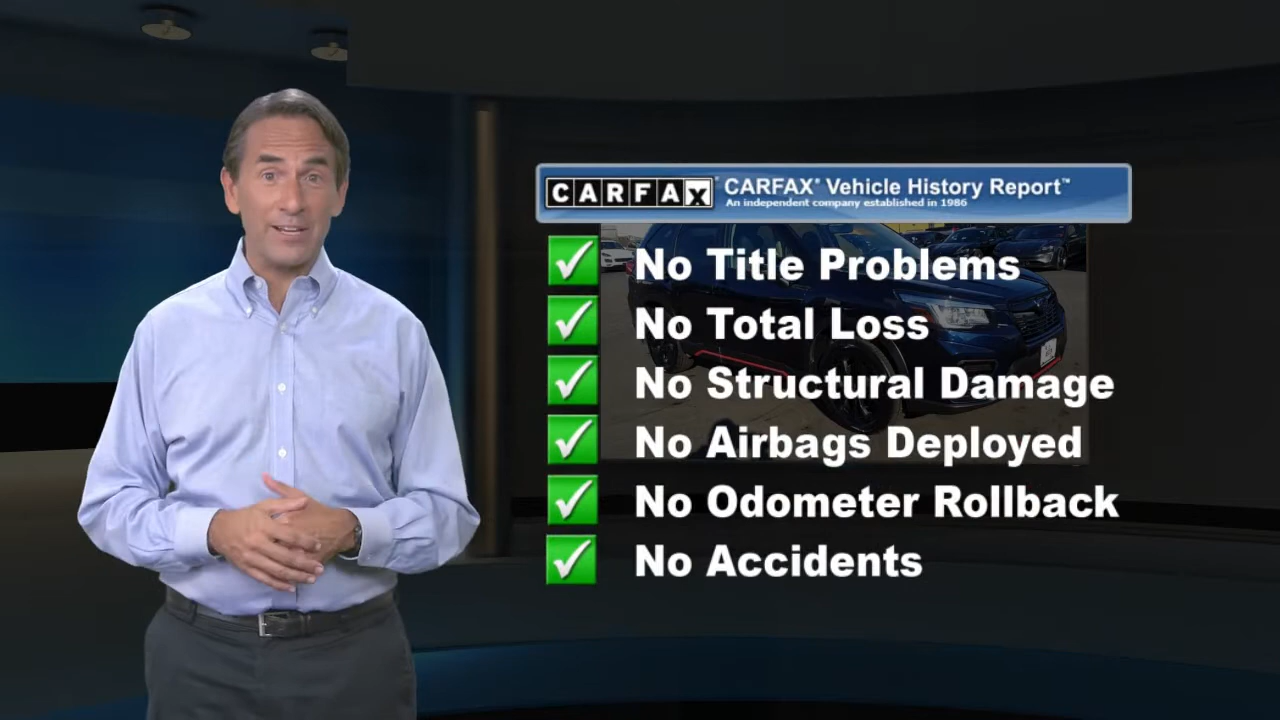 CARFAX® CARFAX® Vehicle History Report™
An independent company established in 1986
No Title Problems
No Total Loss
No Structural Damage
No Airbags Deployed
No Odometer Rollback
No Accidents